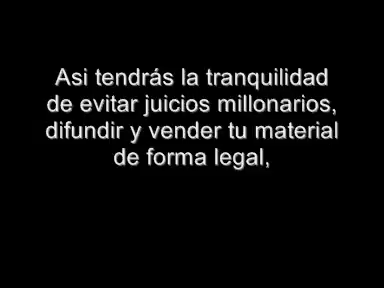 Asi tendrás la tranquilidad
de evitar juicios millonarios,
difundir y vender tu material
de forma legal,